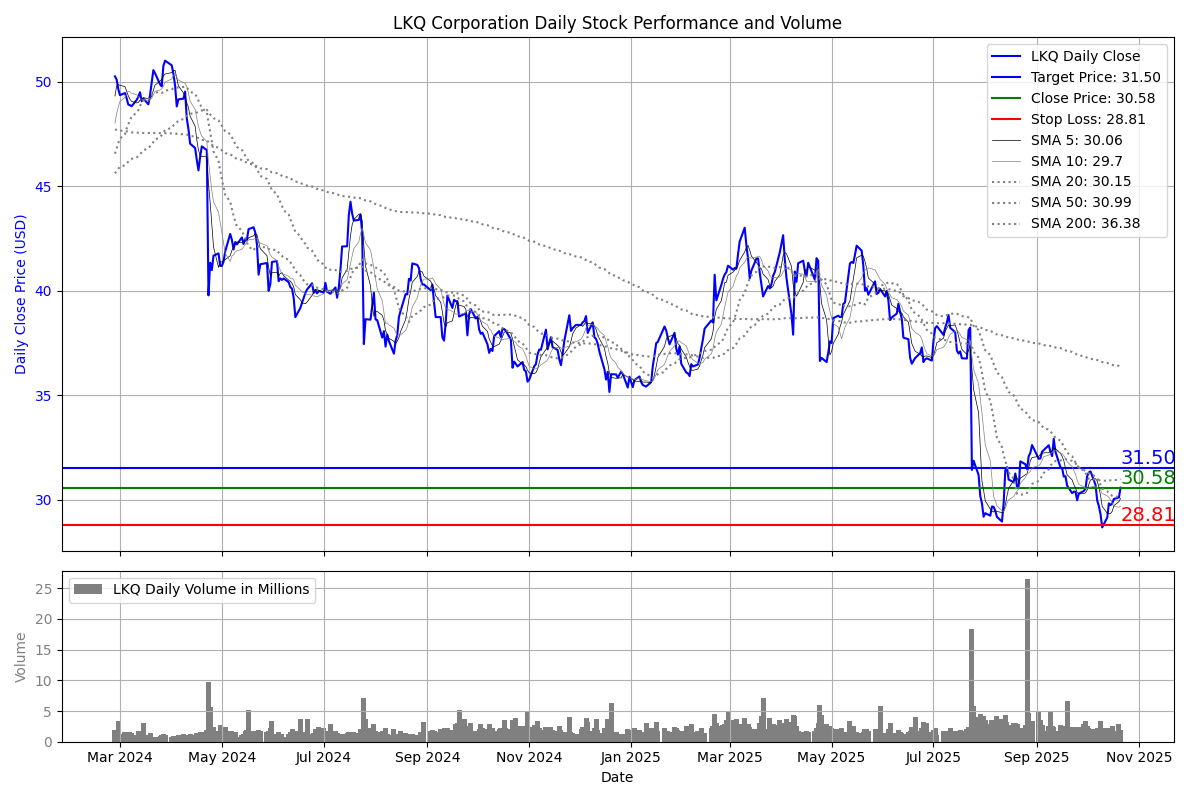 LKQ Corporation Daily Stock Performance and Volume
Daily Close Price (USD)
50
45
40
35
30
LKQ Daily Close
Target Price: 31.50
Close Price: 30.58
Stop Loss: 28.81
SMA 5: 30.06
SMA 10: 29.7
SMA 20: 30.15
SMA 50: 30.99
SMA 200: 36.38
31.50
30.58
28.81
Volume
25
20
15
10
5
0
LKQ Daily Volume in Millions
Mar 2024 May 2024 Jul 2024 Sep 2024 Nov 2024 Jan 2025 Mar 2025 May 2025 Jul 2025 Sep 2025 Nov 2025
Date